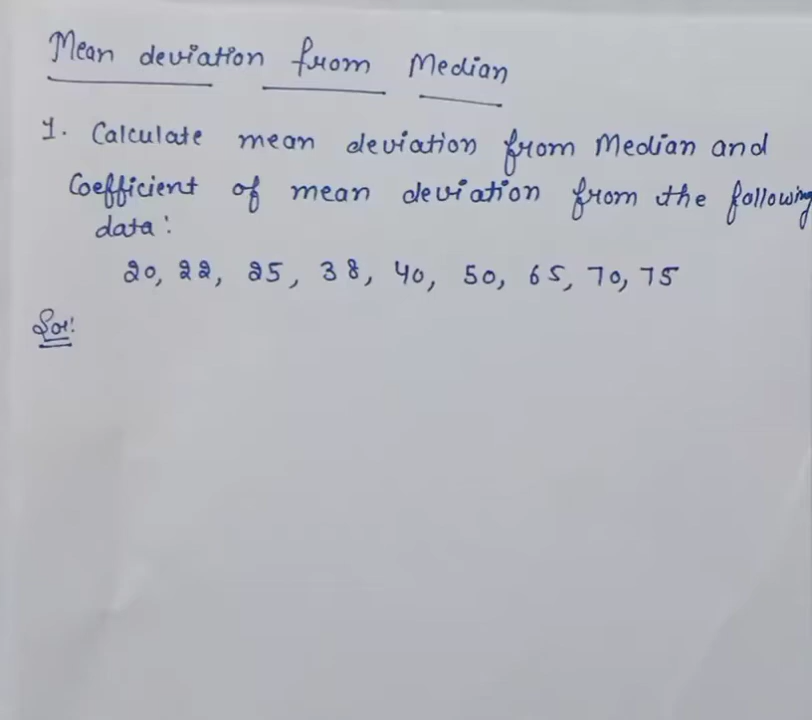 Mean deviation from Median
1. Calculate mean deviation from Median and
Coefficient of mean deviation from the following
data:
20, 22, 25, 38, 40, 50, 65, 70, 75
Sol: